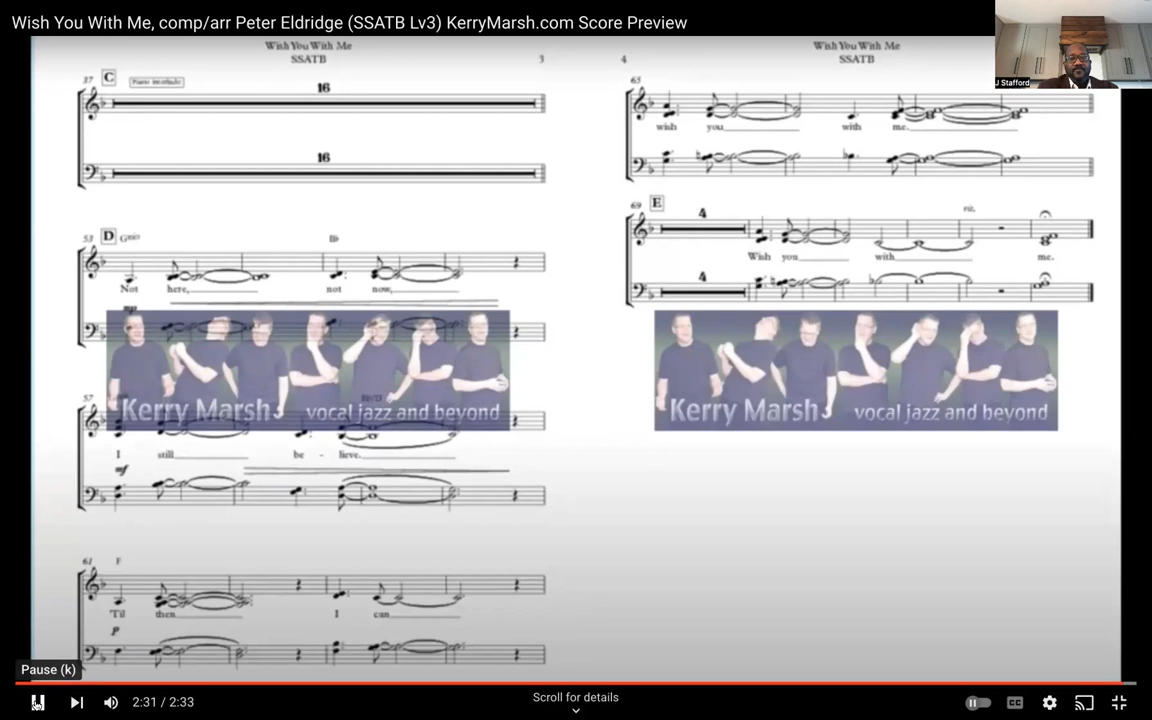 Wish You With Me, comp/arr Peter Eldridge (SSATB Lv3) KerryMarsh.com Score Preview
J Stafford
Wish You With Me
SSATB
3
37
C
Piano interlude
16
16
53
D
Not here, not now,
mp
57
I still be - lieve.
mf
61
F
'Til then I can
p
Kerry Marsh vocal jazz and beyond
4
Wish You With Me
SSATB
65
wish you with me.
69
E
4
rit.
Wish you with me.
4
Kerry Marsh vocal jazz and beyond
Pause (k)
2:31 / 2:33
Scroll for details
CC